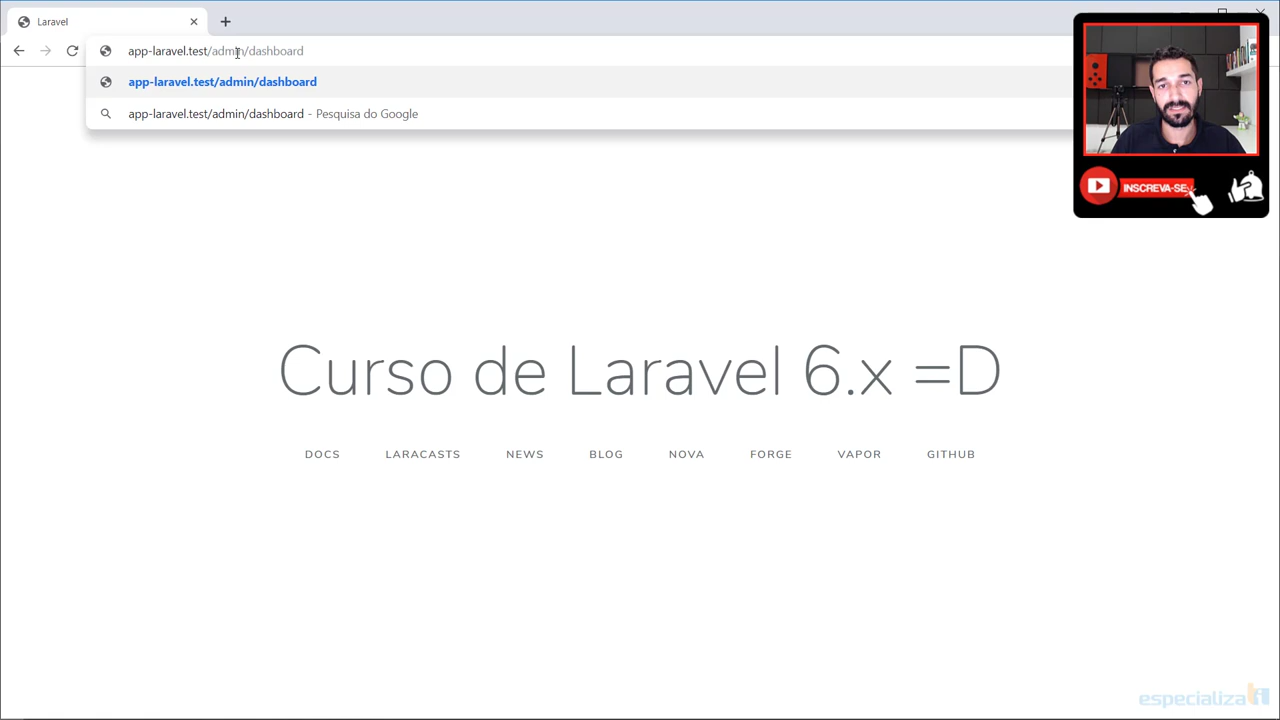 Laravel
app-laravel.test/admin/dashboard
app-laravel.test/admin/dashboard
app-laravel.test/admin/dashboard - Pesquisa do Google
INSCREVA-SE
Curso de Laravel 6.x =D
DOCS LARACASTS NEWS BLOG NOVA FORGE VAPOR GITHUB
especializati